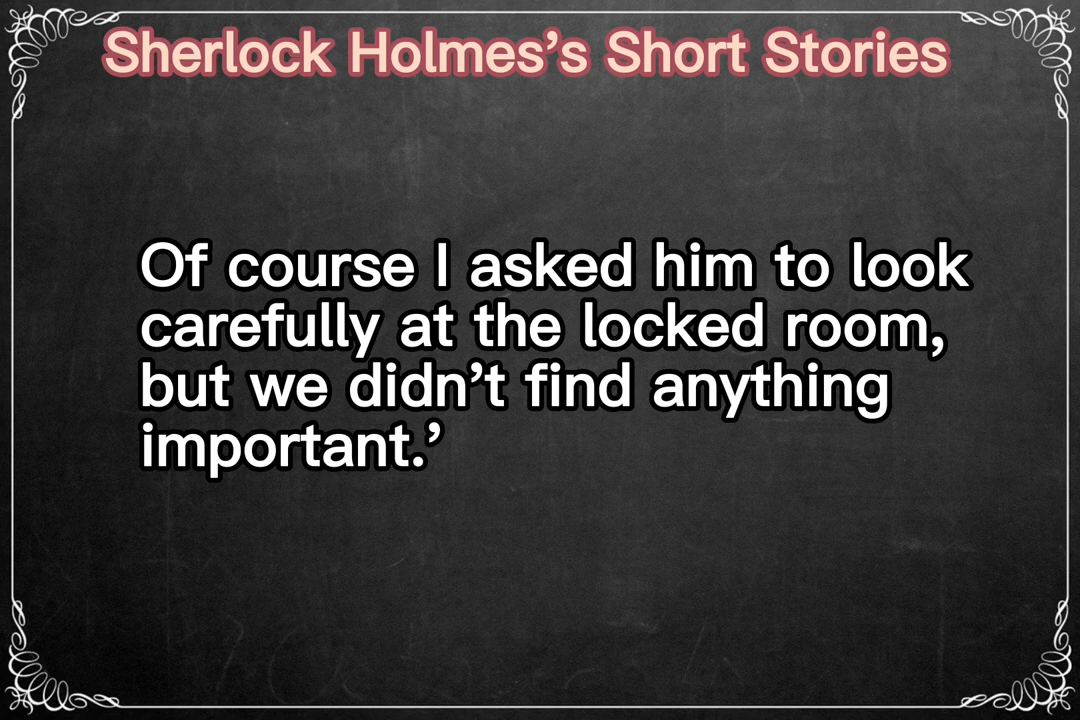 Sherlock Holmes’s Short Stories
Of course I asked him to look
carefully at the locked room,
but we didn’t find anything
important.’